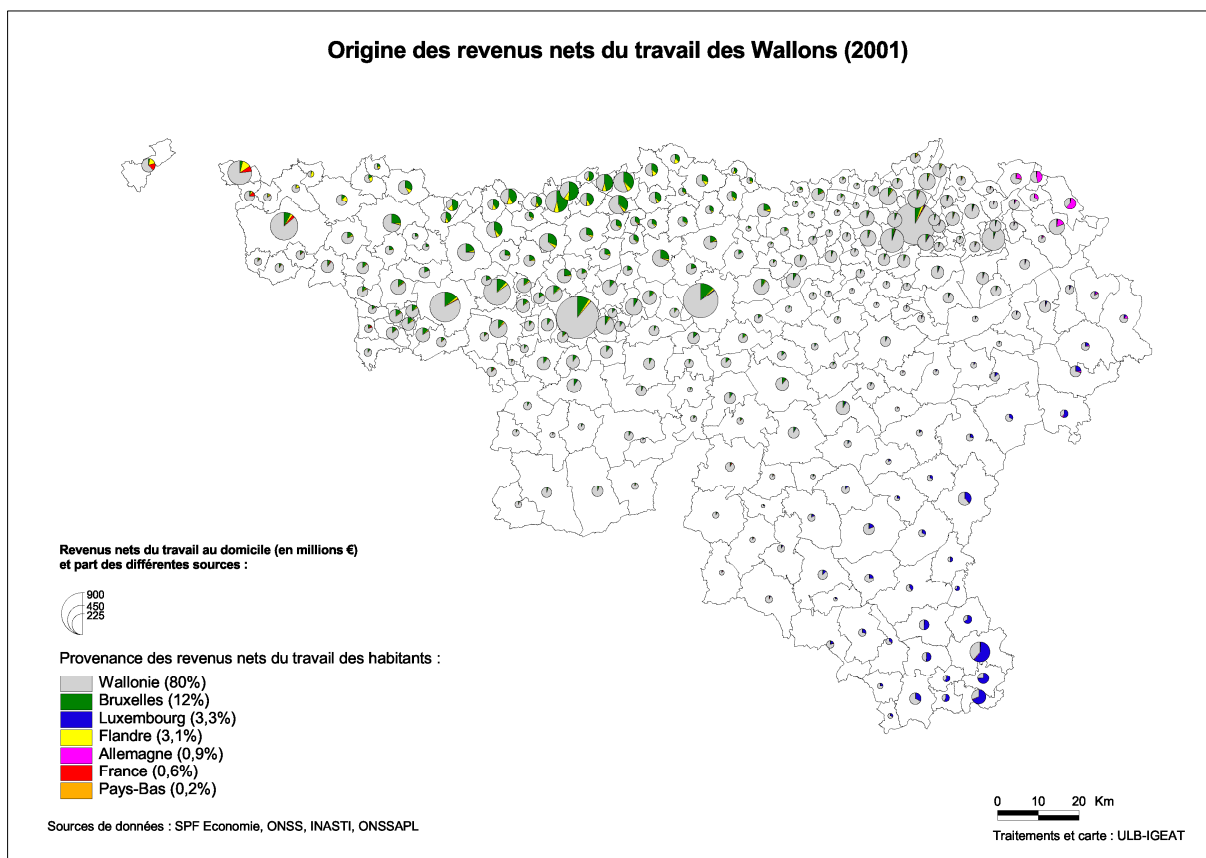 Origine des revenus nets du travail des Wallons (2001)
Revenus nets du travail au domicile (en millions €)
et part des différentes sources :
900
450
225
Provenance des revenus nets du travail des habitants :
Wallonie (80%)
Bruxelles (12%)
Luxembourg (3,3%)
Flandre (3,1%)
Allemagne (0,9%)
France (0,6%)
Pays-Bas (0,2%)
0 10 20 Km
Sources de données : SPF Economie, ONSS, INASTI, ONSSAPL
Traitements et carte : ULB-IGEAT